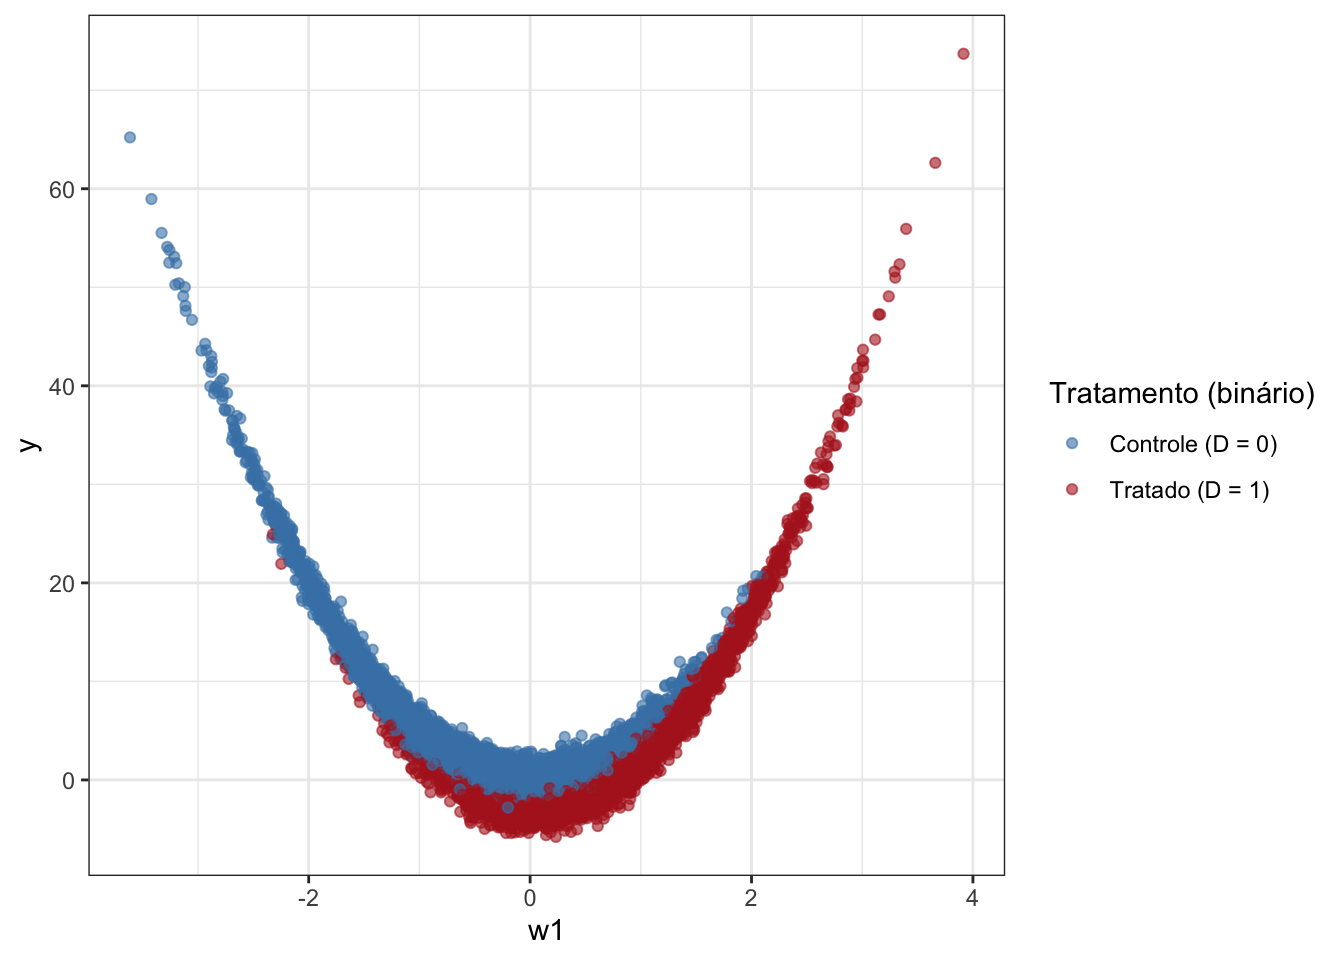 60
40
20
0
y
-2
0
2
4
w1
Tratamento (binário)
Controle (D = 0)
Tratado (D = 1)